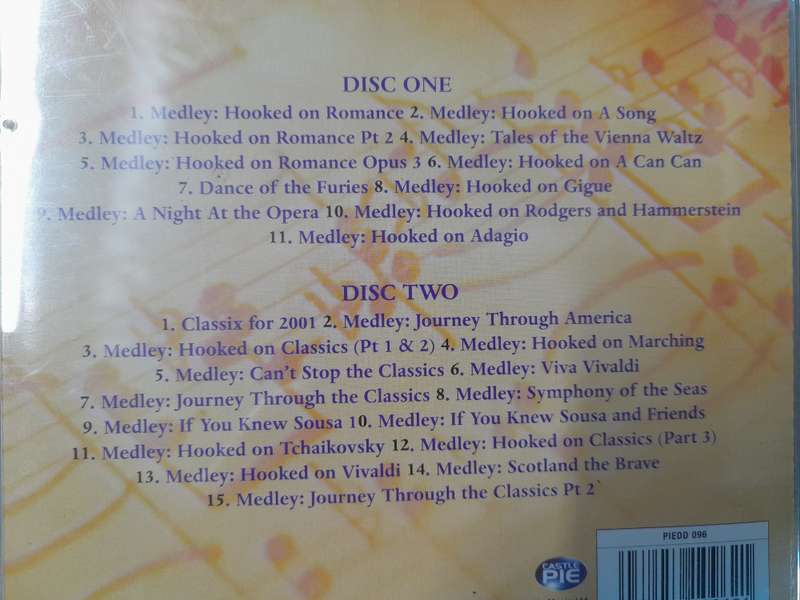 DISC ONE
1. Medley: Hooked on Romance 2. Medley: Hooked on A Song
3. Medley: Hooked on Romance Pt 2 4. Medley: Tales of the Vienna Waltz
5. Medley: Hooked on Romance Opus 3 6. Medley: Hooked on A Can Can
7. Dance of the Furies 8. Medley: Hooked on Gigue
9. Medley: A Night At the Opera 10. Medley: Hooked on Rodgers and Hammerstein
11. Medley: Hooked on Adagio
DISC TWO
1. Classix for 2001 2. Medley: Journey Through America
3. Medley: Hooked on Classics (Pt 1 & 2) 4. Medley: Hooked on Marching
5. Medley: Can't Stop the Classics 6. Medley: Viva Vivaldi
7. Medley: Journey Through the Classics 8. Medley: Symphony of the Seas
9. Medley: If You Knew Sousa 10. Medley: If You Knew Sousa and Friends
11. Medley: Hooked on Tchaikovsky 12. Medley: Hooked on Classics (Part 3)
13. Medley: Hooked on Vivaldi 14. Medley: Scotland the Brave
15. Medley: Journey Through the Classics Pt 2
PIEDD 096
CASTLE
PIE